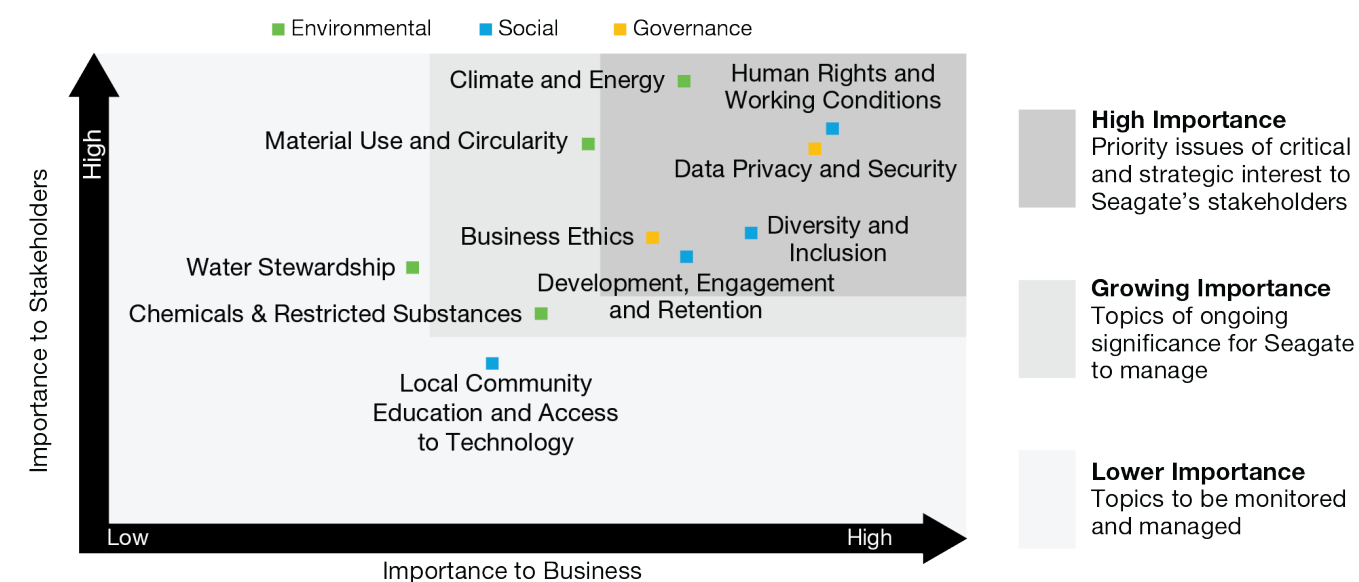 Environmental
Social
Governance
Climate and Energy
Human Rights and
Working Conditions
Material Use and Circularity
Data Privacy and Security
Business Ethics
Diversity and
Inclusion
Water Stewardship
Development, Engagement
and Retention
Chemicals & Restricted Substances
Local Community
Education and Access
to Technology
High
Importance to Stakeholders
Low
High
Importance to Business
High Importance
Priority issues of critical
and strategic interest to
Seagate’s stakeholders
Growing Importance
Topics of ongoing
significance for Seagate
to manage
Lower Importance
Topics to be monitored
and managed